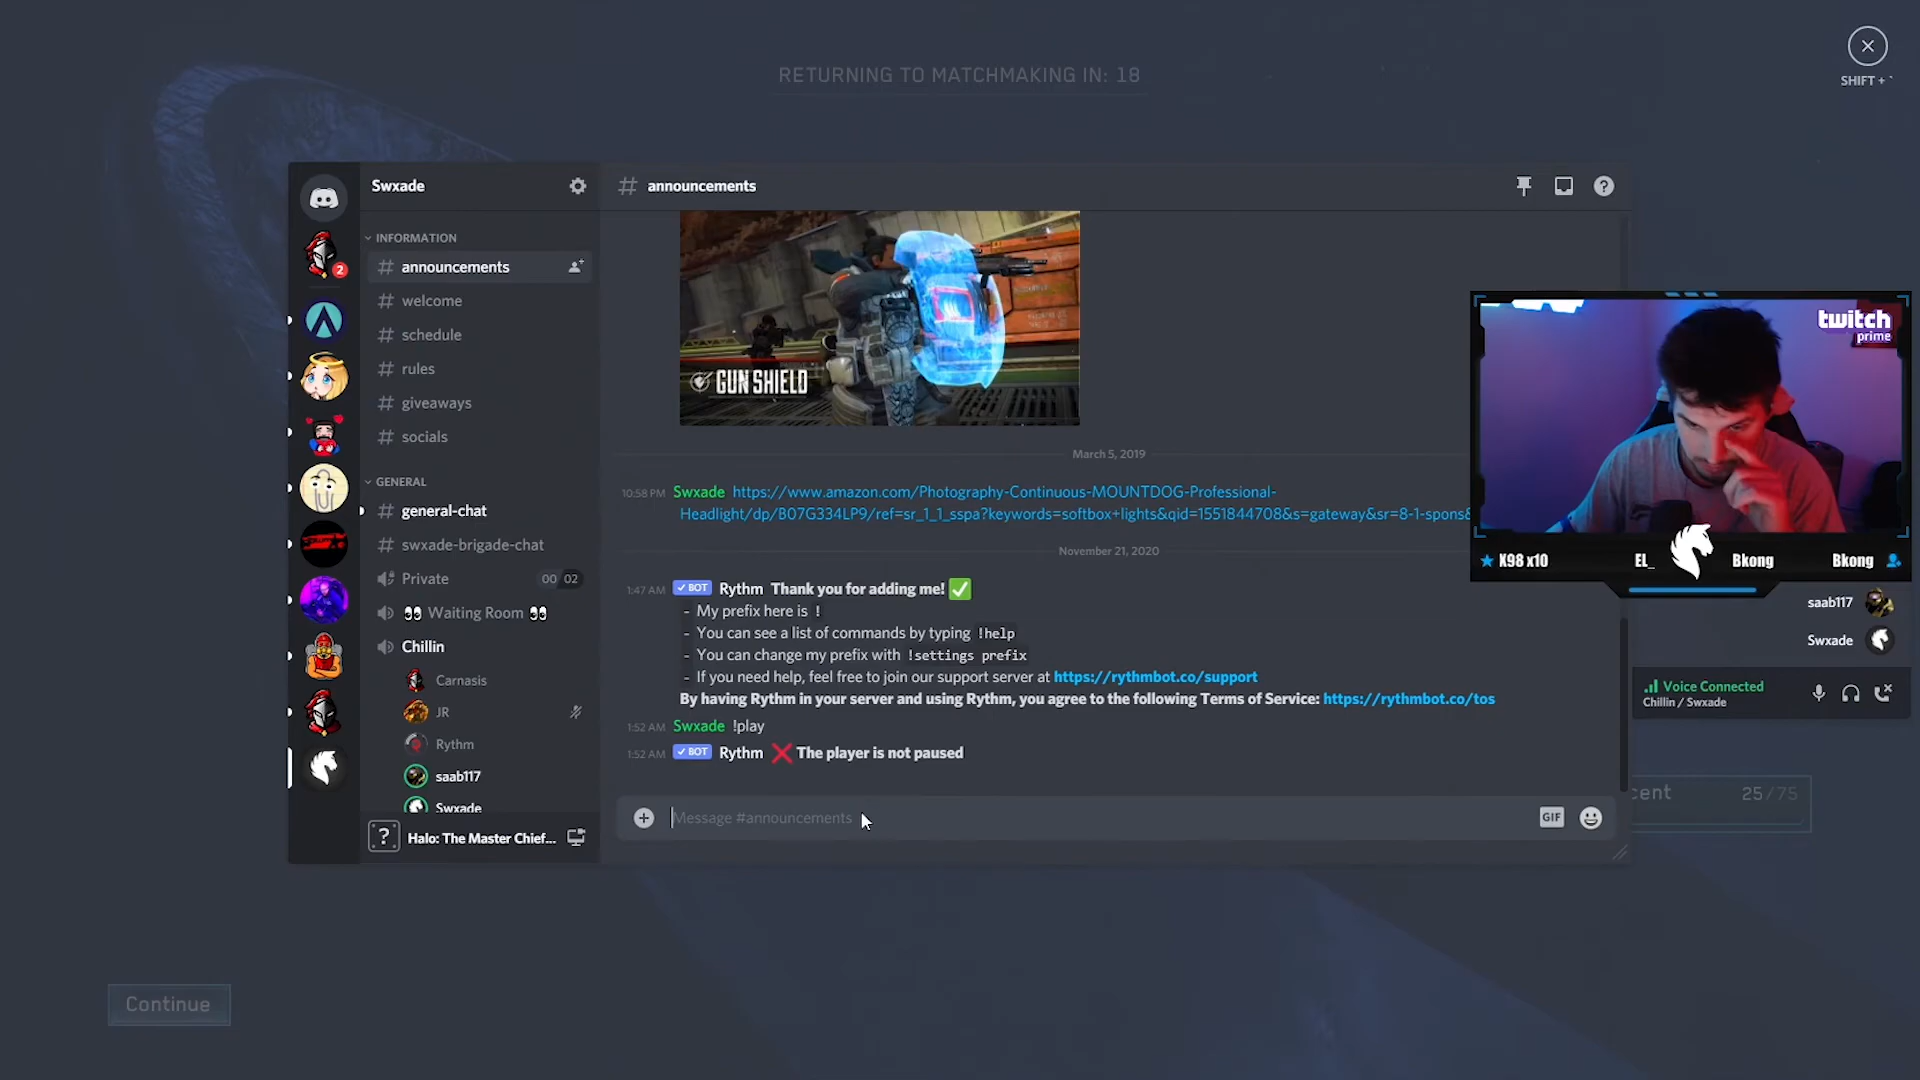 RETURNING TO MATCHMAKING IN: 18
SHIFT + `
Swxade
# announcements
INFORMATION
# announcements
# welcome
# schedule
# rules
# giveaways
# socials
GENERAL
# general-chat
# swxade-brigade-chat
Private 00 02
👀 Waiting Room 👀
Chillin
Carnasis
JR
Rythm
saab117
Swxade
? Halo: The Master Chief...
2
GUN SHIELD
March 5, 2019
10:58 PM Swxade https://www.amazon.com/Photography-Continuous-MOUNTDOG-Professional-
Headlight/dp/B07G334LP9/ref=sr_1_1_sspa?keywords=softbox+lights&qid=1551844708&s=gateway&sr=8-1-spons&
November 21, 2020
1:47 AM ✓ BOT Rythm Thank you for adding me! ✅
- My prefix here is !
- You can see a list of commands by typing !help
- You can change my prefix with !settings prefix
- If you need help, feel free to join our support server at https://rythmbot.co/support
By having Rythm in your server and using Rythm, you agree to the following Terms of Service: https://rythmbot.co/tos
1:52 AM Swxade !play
1:52 AM ✓ BOT Rythm ❌ The player is not paused
Message #announcements
GIF
twitch
prime
K98 x10 EL_ Bkong Bkong
saab117
Swxade
Voice Connected
Chillin / Swxade
cent 25/75
Continue